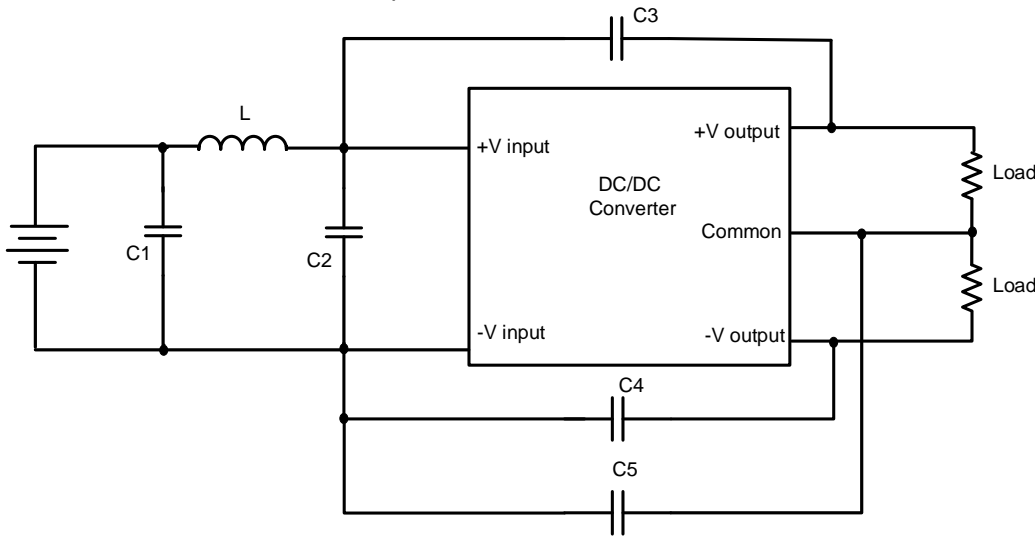 C3
L
+V input
+V output
Load
DC/DC
Converter
Common
C1
C2
Load
-V input
-V output
C4
C5